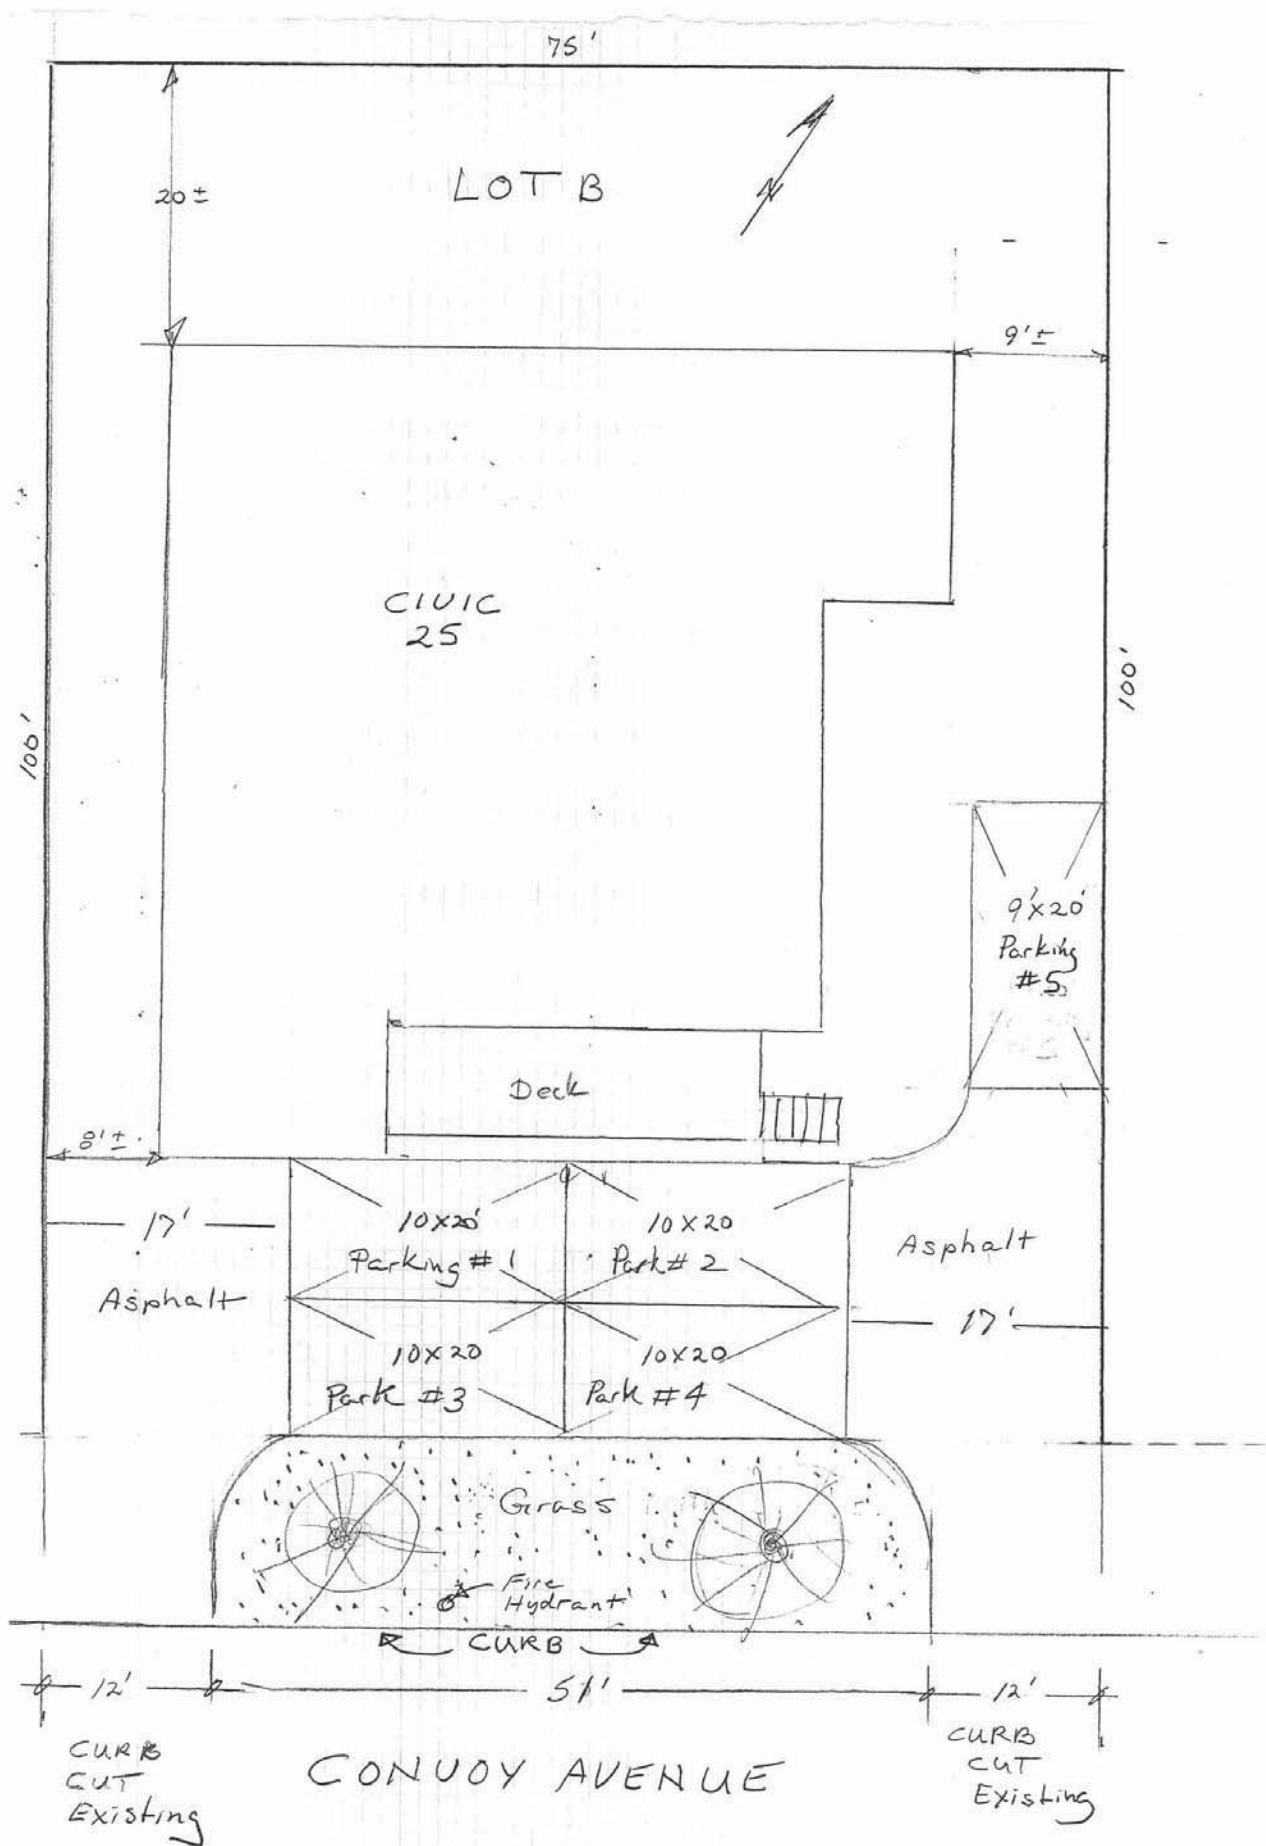 75'
20±
LOT B
N
9'±
CIVIC
25
100'
100'
9'x20'
Parking
#5
Deck
8'±
17'
10x20'
Parking #1
10x20
Park #2
Asphalt
Asphalt
17'
10x20
Park #3
10x20
Park #4
Grass
Fire
Hydrant
CURB
12'
51'
12'
CURB
CUT
Existing
CONVOY AVENUE
CURB
CUT
Existing